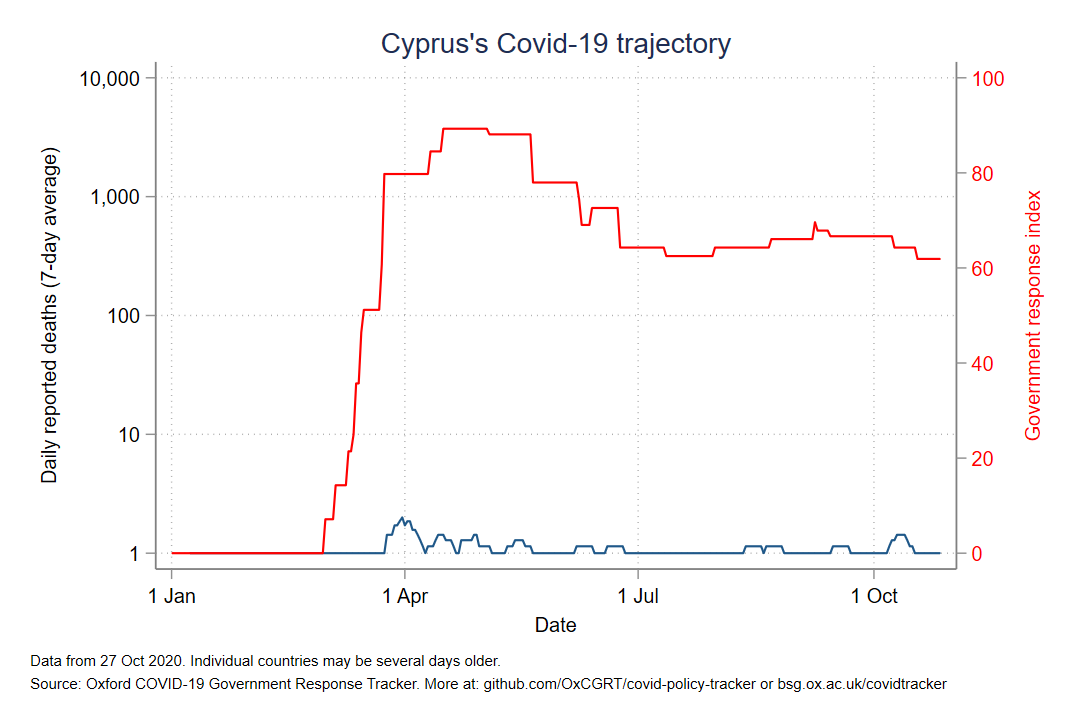 Cyprus's Covid-19 trajectory
10,000
1,000
100
10
1
Daily reported deaths (7-day average)
100
80
60
40
20
0
Government response index
1 Jan
1 Apr
1 Jul
1 Oct
Date
Data from 27 Oct 2020. Individual countries may be several days older.
Source: Oxford COVID-19 Government Response Tracker. More at: github.com/OxCGRT/covid-policy-tracker or bsg.ox.ac.uk/covidtracker